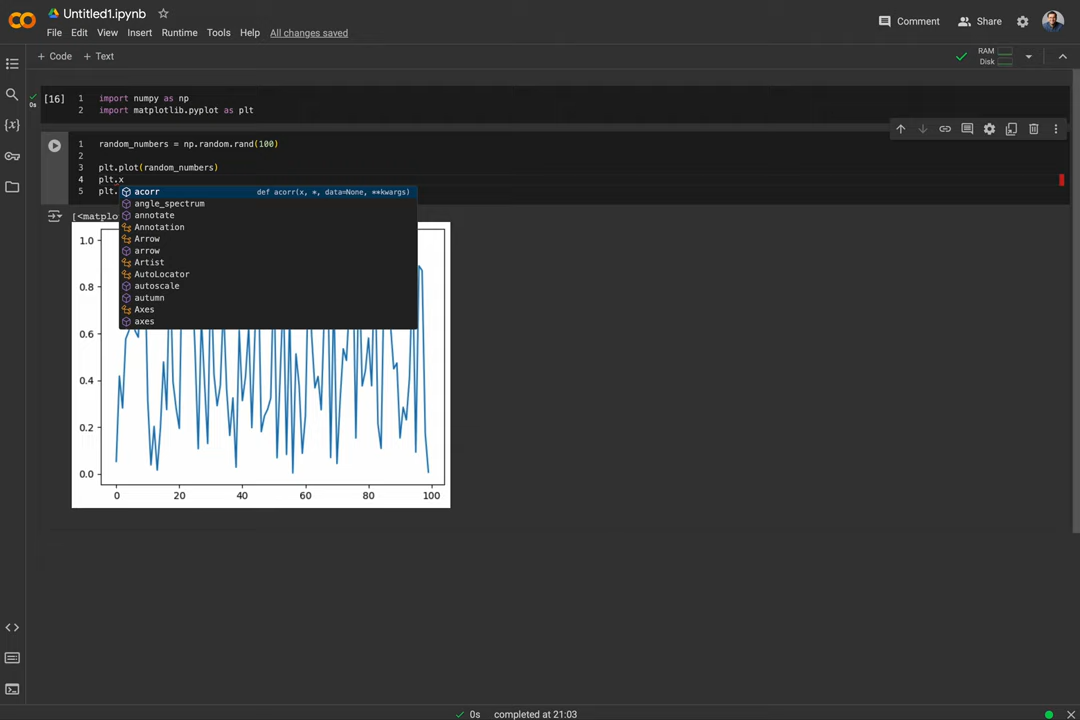 Untitled1.ipynb
File Edit View Insert Runtime Tools Help All changes saved
Comment Share
+ Code + Text
RAM
Disk
[16]
0s
1 import numpy as np
2 import matplotlib.pyplot as plt
1 random_numbers = np.random.rand(100)
2
3 plt.plot(random_numbers)
4 plt.x
5 plt.
acorr def acorr(x, *, data=None, **kwargs)
angle_spectrum
annotate
Annotation
Arrow
arrow
Artist
AutoLocator
autoscale
autumn
Axes
axes
[<matplo
1.0
0.8
0.6
0.4
0.2
0.0
0 20 40 60 80 100
0s completed at 21:03